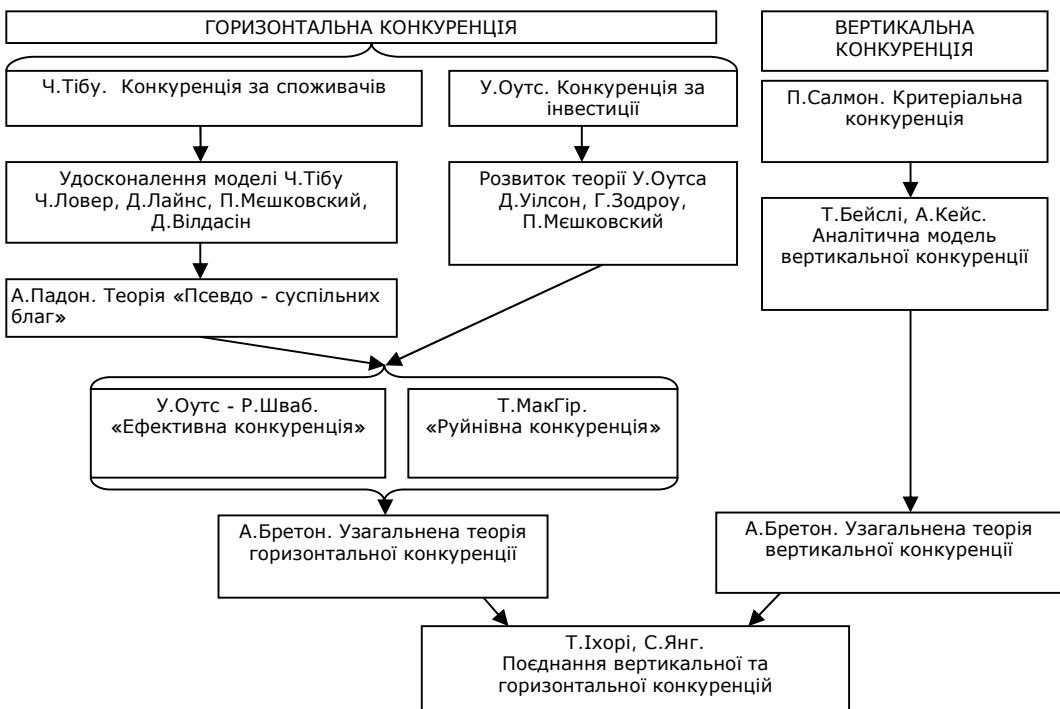 ГОРИЗОНТАЛЬНА КОНКУРЕНЦІЯ
ВЕРТИКАЛЬНА
КОНКУРЕНЦІЯ
Ч.Тібу. Конкуренція за споживачів
У.Оутс. Конкуренція за
інвестиції
П.Салмон. Критеріальна
конкуренція
Удосконалення моделі Ч.Тібу
Ч.Ловер, Д.Лайнс, П.Мєшковский,
Д.Вілдасін
Розвиток теорії У.Оутса
Д.Уілсон, Г.Зодроу,
П.Мєшковский
Т.Бейслі, А.Кейс.
Аналітична модель
вертикальної конкуренції
А.Падон. Теорія «Псевдо - суспільних
благ»
У.Оутс - Р.Шваб.
«Ефективна конкуренція»
Т.МакГір.
«Руйнівна конкуренція»
А.Бретон. Узагальнена теорія
горизонтальної конкуренції
А.Бретон. Узагальнена теорія
вертикальної конкуренції
Т.Іхорі, С.Янг.
Поєднання вертикальної та
горизонтальної конкуренцій